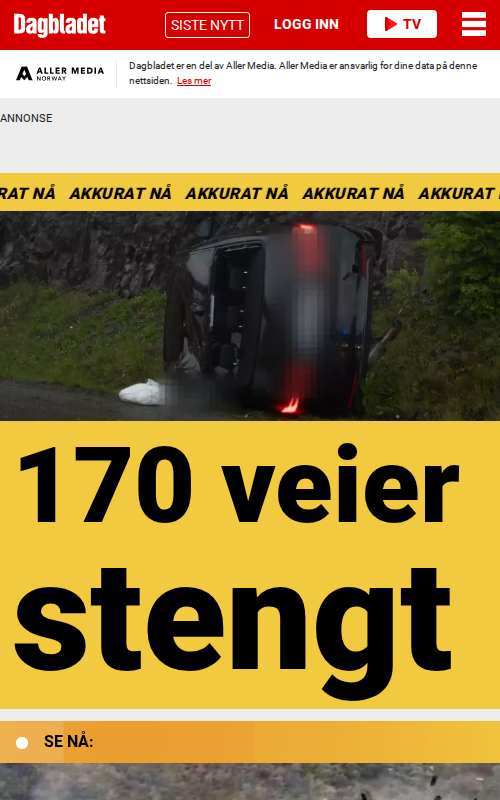 Dagbladet
SISTE NYTT
LOGG INN
TV
ALLER MEDIA
NORWAY
Dagbladet er en del av Aller Media. Aller Media er ansvarlig for dine data på denne
nettsiden. Les mer
ANNONSE
RAT NÅ AKKURAT NÅ AKKURAT NÅ AKKURAT NÅ AKKURAT
170 veier
stengt
SE NÅ: